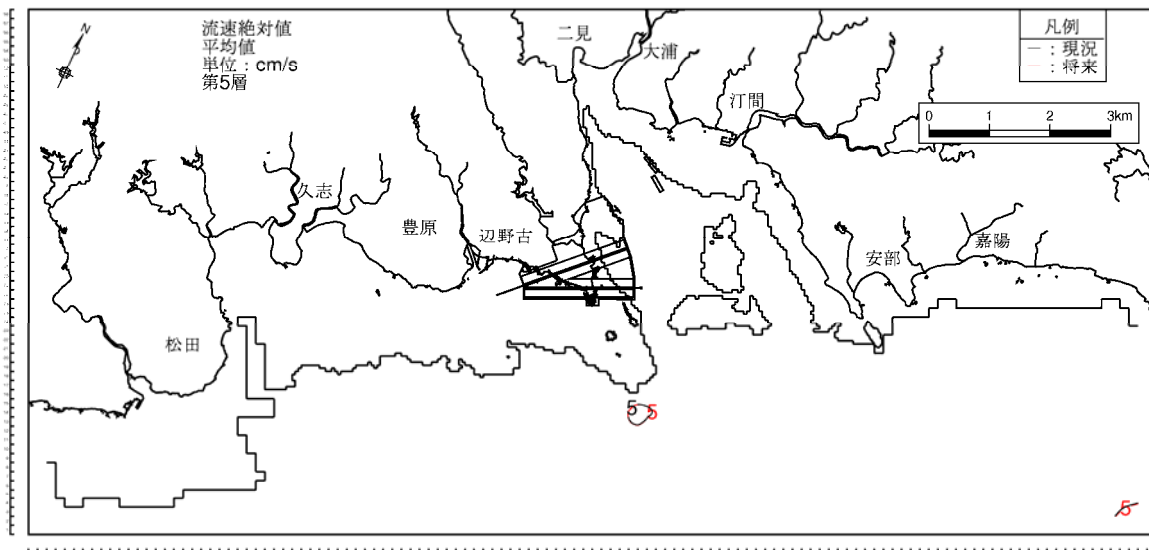 N
流速絶対値
平均値
単位：cm/s
第5層
二見
大浦
汀間
凡例
―：現況
―：将来
0 1 2 3km
久志
豊原
辺野古
安部
嘉陽
松田
5 5
5